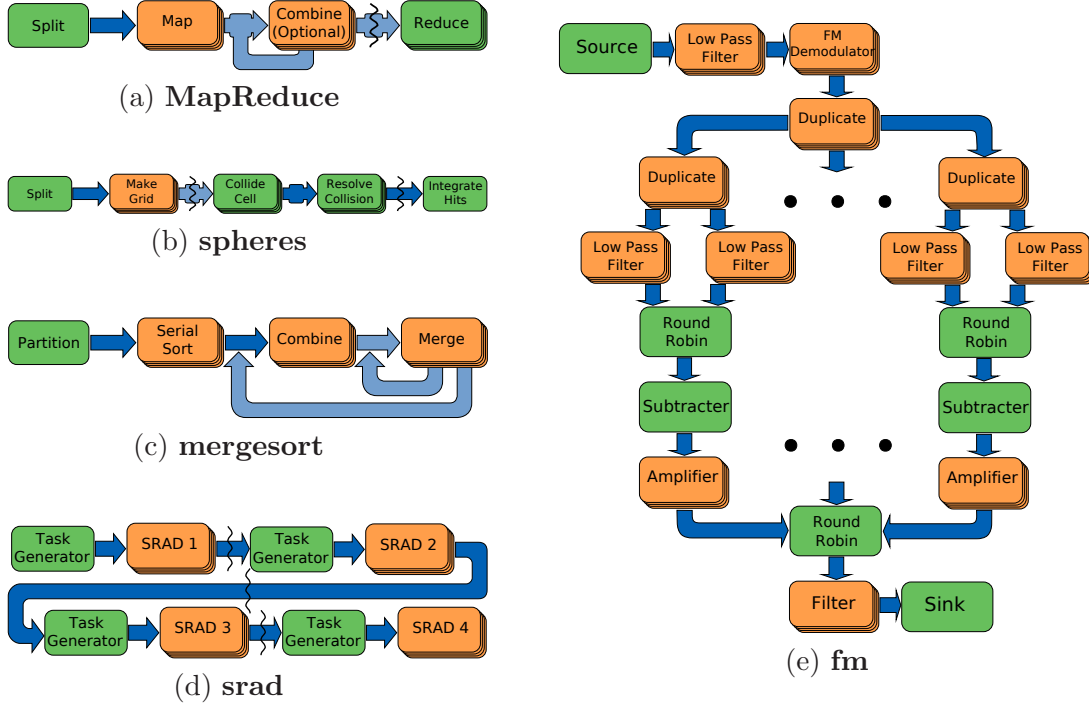 Split
Map
Combine
(Optional)
Reduce
(a) MapReduce
Split
Make
Grid
Collide
Cell
Resolve
Collision
Integrate
Hits
(b) spheres
Partition
Serial
Sort
Combine
Merge
(c) mergesort
Task
Generator
SRAD 1
Task
Generator
SRAD 2
Task
Generator
SRAD 3
Task
Generator
SRAD 4
(d) srad
Source
Low Pass
Filter
FM
Demodulator
Duplicate
Duplicate
Duplicate
Low Pass
Filter
Low Pass
Filter
Low Pass
Filter
Low Pass
Filter
Round
Robin
Round
Robin
Subtracter
Subtracter
Amplifier
Amplifier
Round
Robin
Filter
Sink
(e) fm